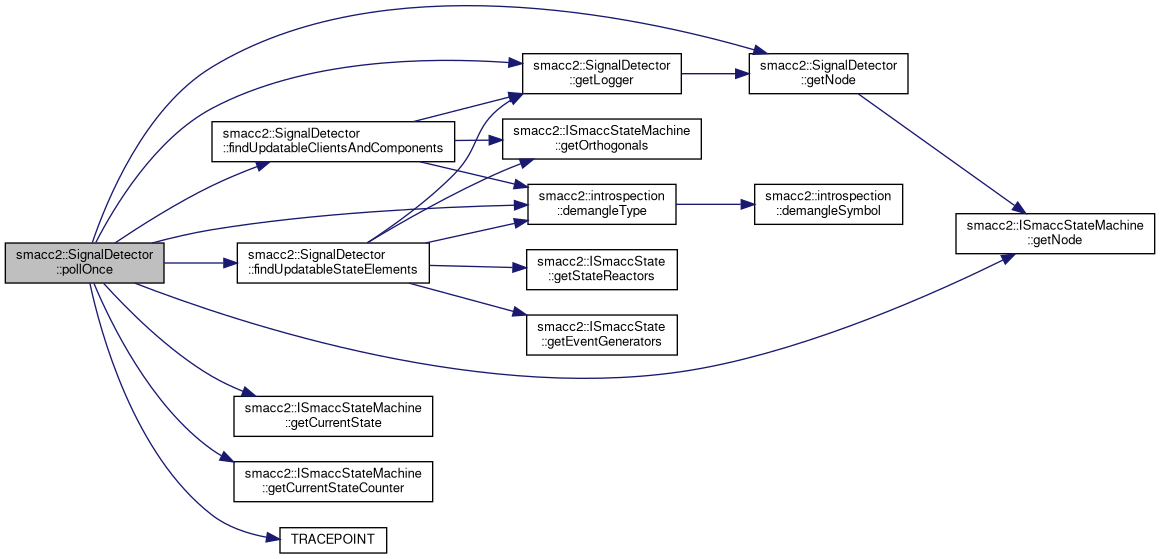 smacc2::SignalDetector
::pollOnce
smacc2::SignalDetector
::findUpdatableClientsAndComponents
smacc2::SignalDetector
::findUpdatableStateElements
smacc2::ISmaccStateMachine
::getCurrentState
smacc2::ISmaccStateMachine
::getCurrentStateCounter
TRACEPOINT
smacc2::SignalDetector
::getLogger
smacc2::ISmaccStateMachine
::getOrthogonals
smacc2::introspection
::demangleType
smacc2::ISmaccState
::getStateReactors
smacc2::ISmaccState
::getEventGenerators
smacc2::SignalDetector
::getNode
smacc2::introspection
::demangleSymbol
smacc2::ISmaccStateMachine
::getNode